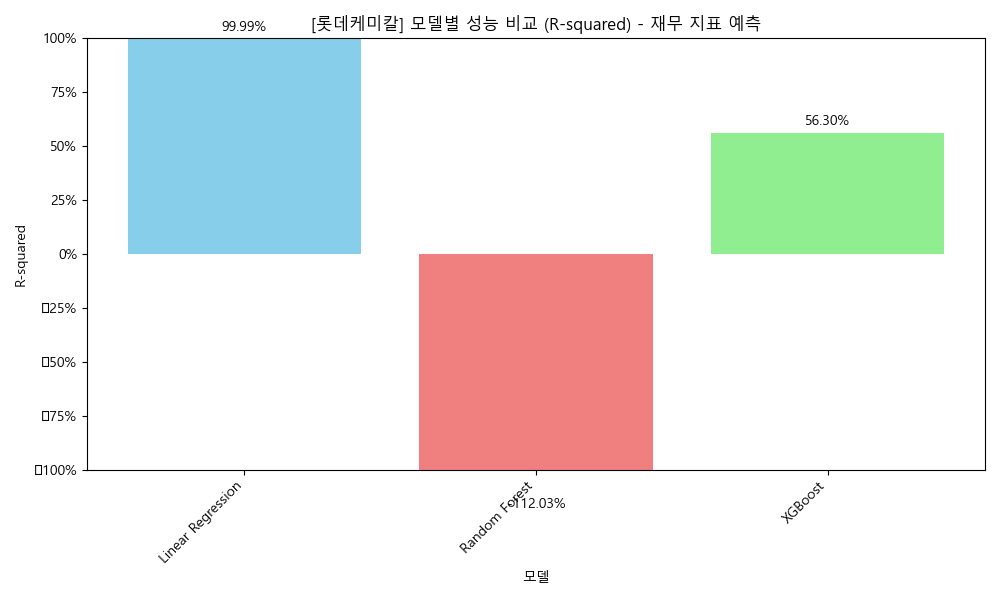 [롯데케미칼] 모델별 성능 비교 (R-squared) - 재무 지표 예측
99.99%
100%
75%
56.30%
50%
25%
0%
R-squared
▯25%
▯50%
▯75%
▯100%
-112.03%
Linear Regression
Random Forest
XGBoost
모델